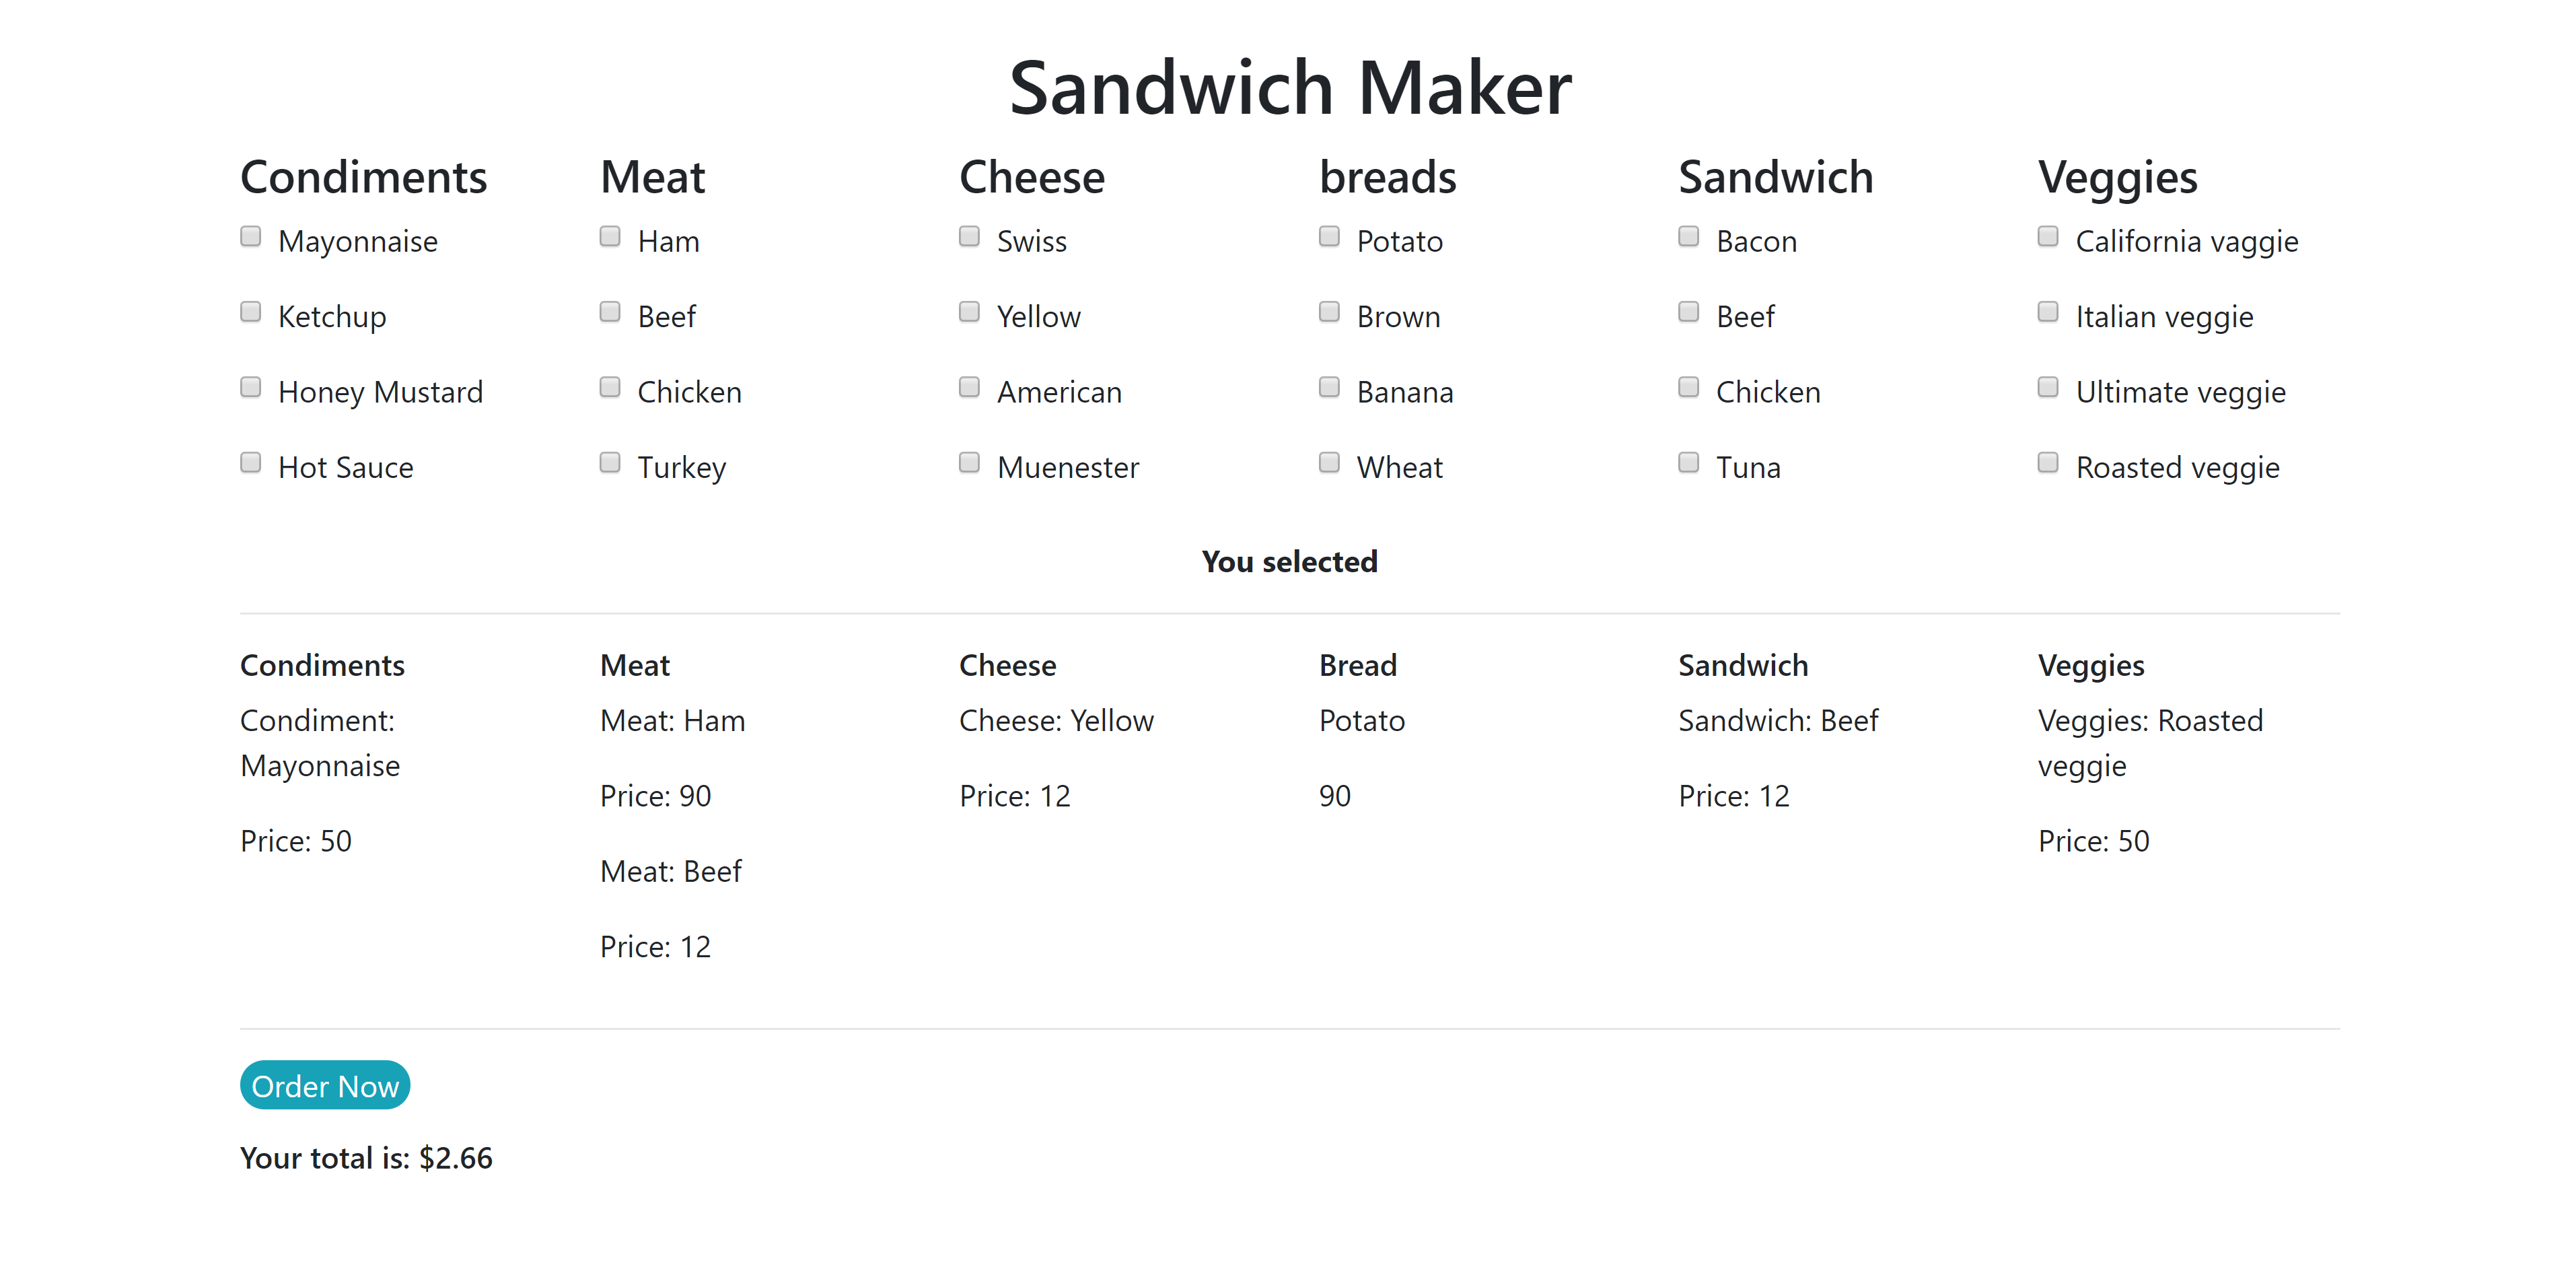 Sandwich Maker
Condiments
Mayonnaise
Ketchup
Honey Mustard
Hot Sauce
Meat
Ham
Beef
Chicken
Turkey
Cheese
Swiss
Yellow
American
Muenester
breads
Potato
Brown
Banana
Wheat
Sandwich
Bacon
Beef
Chicken
Tuna
Veggies
California vaggie
Italian veggie
Ultimate veggie
Roasted veggie
You selected
Condiments
Condiment:
Mayonnaise
Price: 50
Meat
Meat: Ham
Price: 90
Meat: Beef
Price: 12
Cheese
Cheese: Yellow
Price: 12
Bread
Potato
90
Sandwich
Sandwich: Beef
Price: 12
Veggies
Veggies: Roasted
veggie
Price: 50
Order Now
Your total is: $2.66